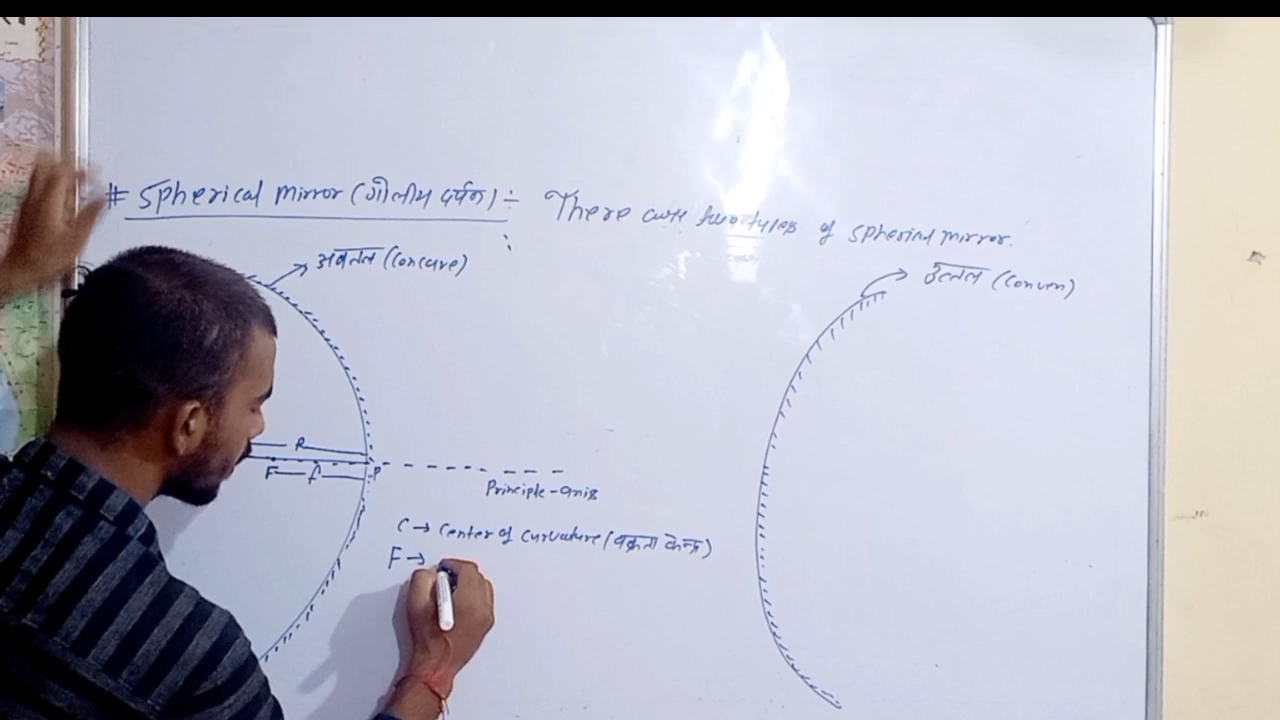 # Spherical mirror (गोलीय दर्पण) ÷ There are two types of spherical mirror.
अवतल (Concave)
उत्तल (Conven)
R
F f P
Principle-axis
C → Center of Curvature (वक्रता केन्द्र)
F →